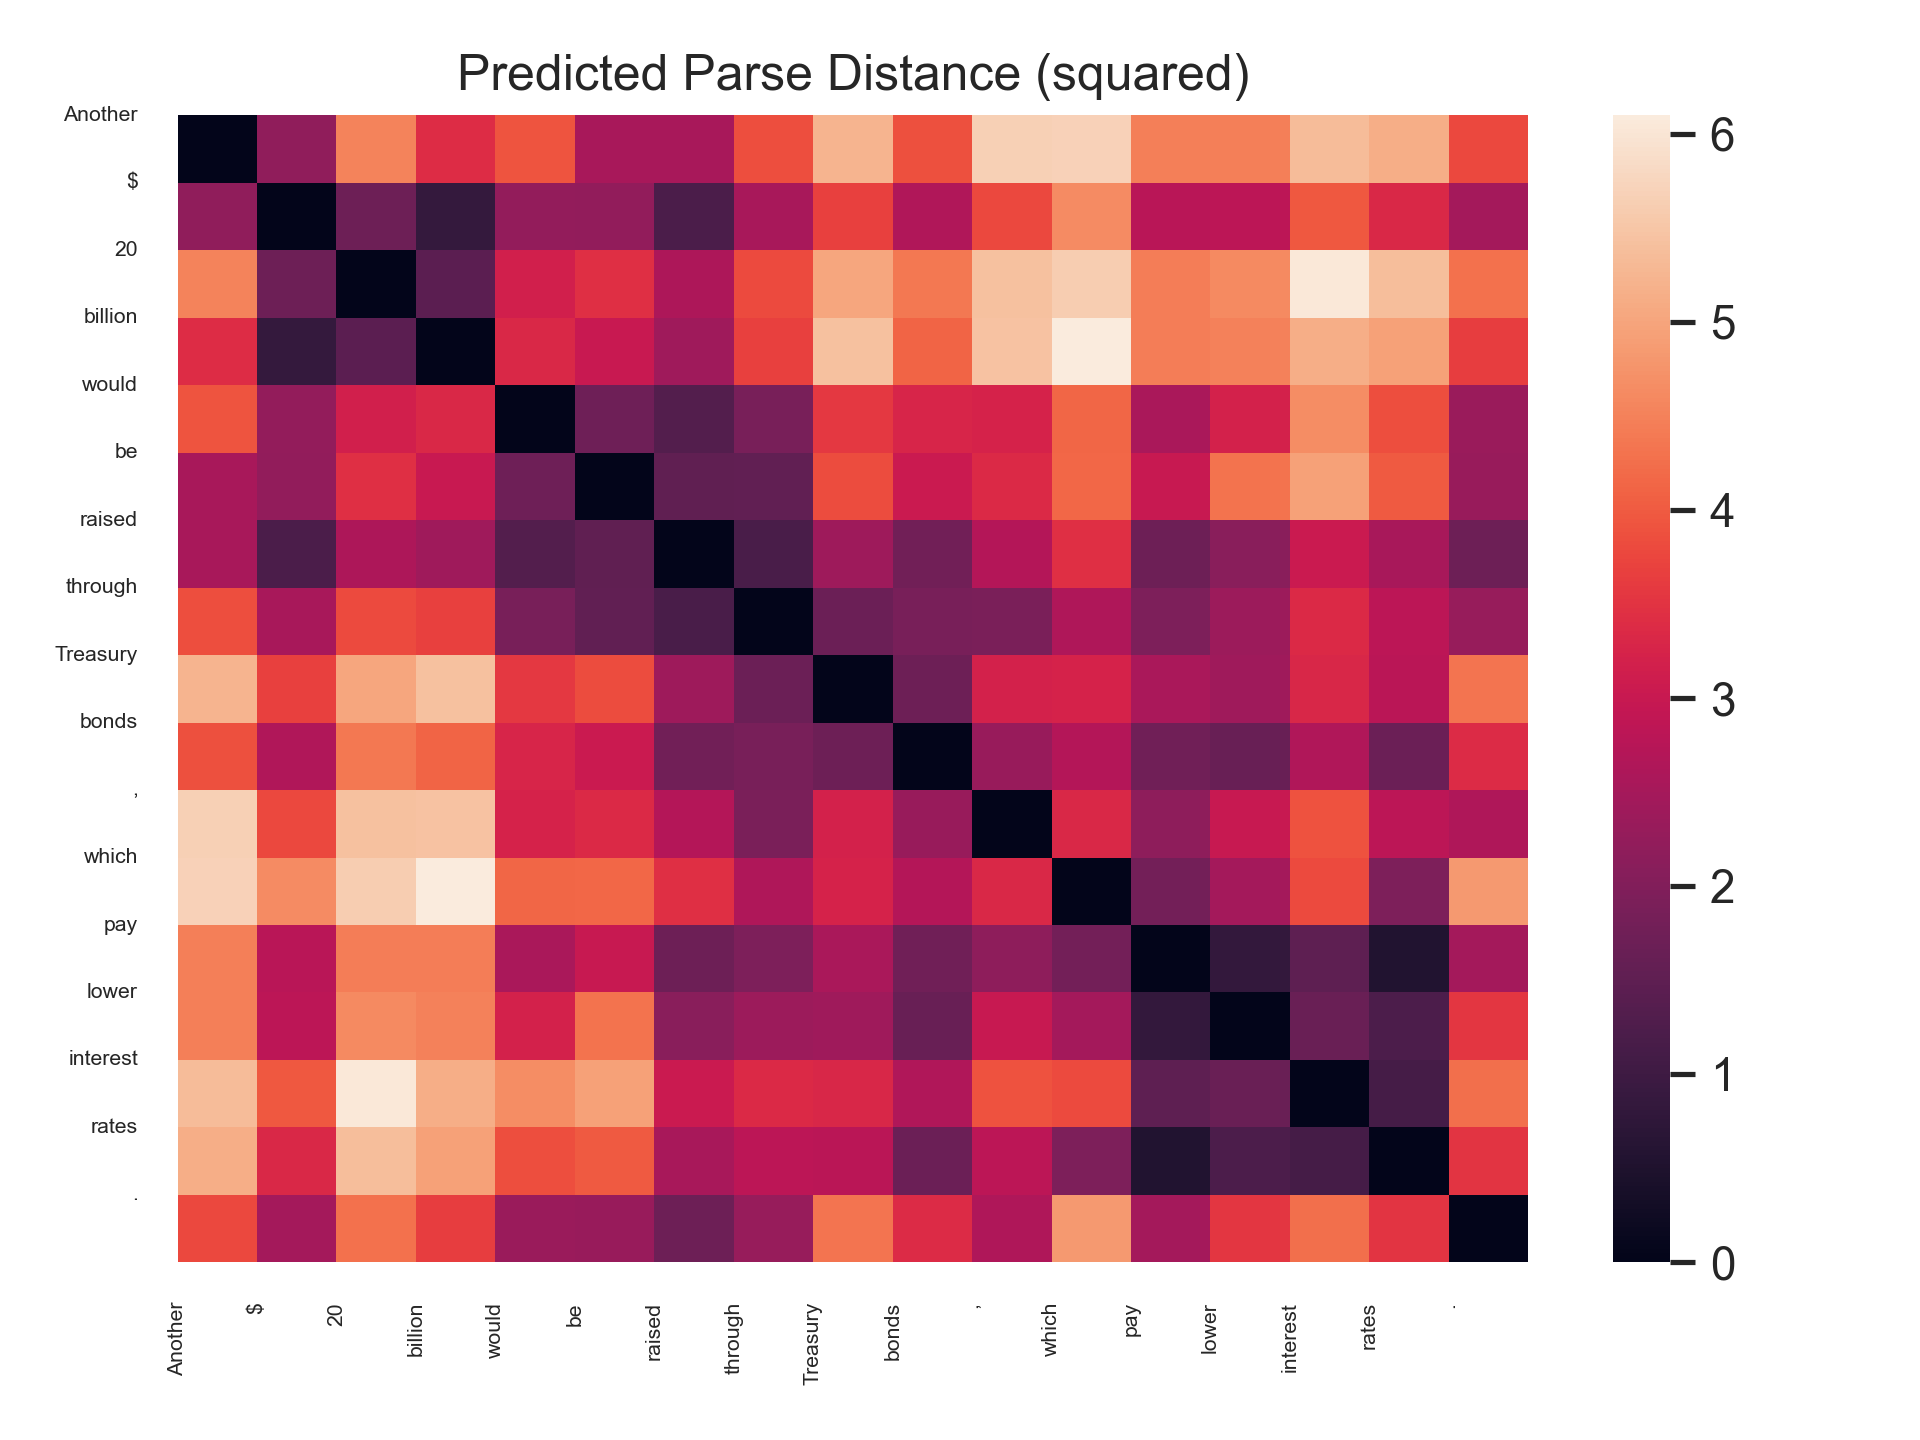 Predicted Parse Distance (squared)
Another
$
20
billion
would
be
raised
through
Treasury
bonds
,
which
pay
lower
interest
rates
.
6
5
4
3
2
1
0
Another
$
20
billion
would
be
raised
through
Treasury
bonds
,
which
pay
lower
interest
rates
.